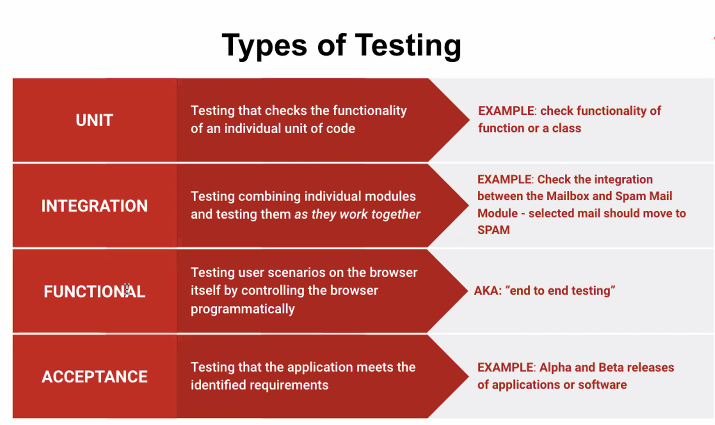 Types of Testing
UNIT
Testing that checks the functionality
of an individual unit of code
EXAMPLE: check functionality of
function or a class
INTEGRATION
Testing combining individual modules
and testing them as they work together
EXAMPLE: Check the integration
between the Mailbox and Spam Mail
Module - selected mail should move to
SPAM
FUNCTIONAL
Testing user scenarios on the browser
itself by controlling the browser
programmatically
AKA: “end to end testing”
ACCEPTANCE
Testing that the application meets the
identified requirements
EXAMPLE: Alpha and Beta releases
of applications or software